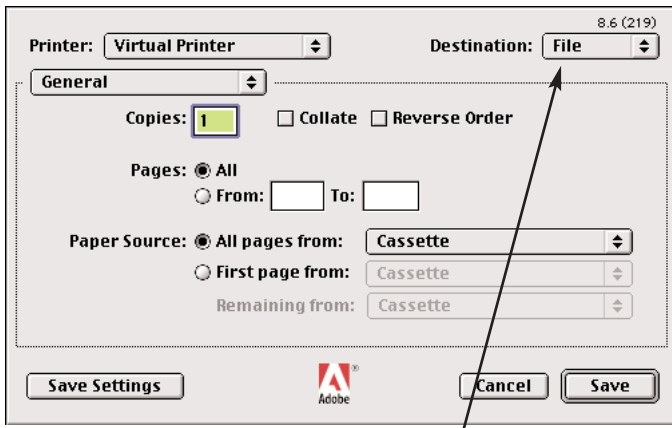 8.6 (219)
Printer: Virtual Printer Destination: File
General
Copies: 1 Collate Reverse Order
Pages: All
From: To:
Paper Source: All pages from: Cassette
First page from: Cassette
Remaining from: Cassette
Save Settings Adobe® Cancel Save